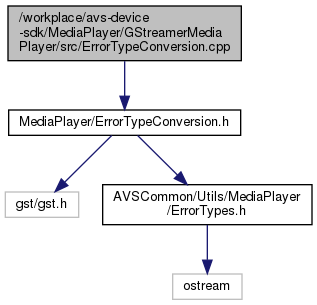 /workplace/avs-device
-sdk/MediaPlayer/GStreamerMedia
Player/src/ErrorTypeConversion.cpp
MediaPlayer/ErrorTypeConversion.h
gst/gst.h
AVSCommon/Utils/MediaPlayer
/ErrorTypes.h
ostream